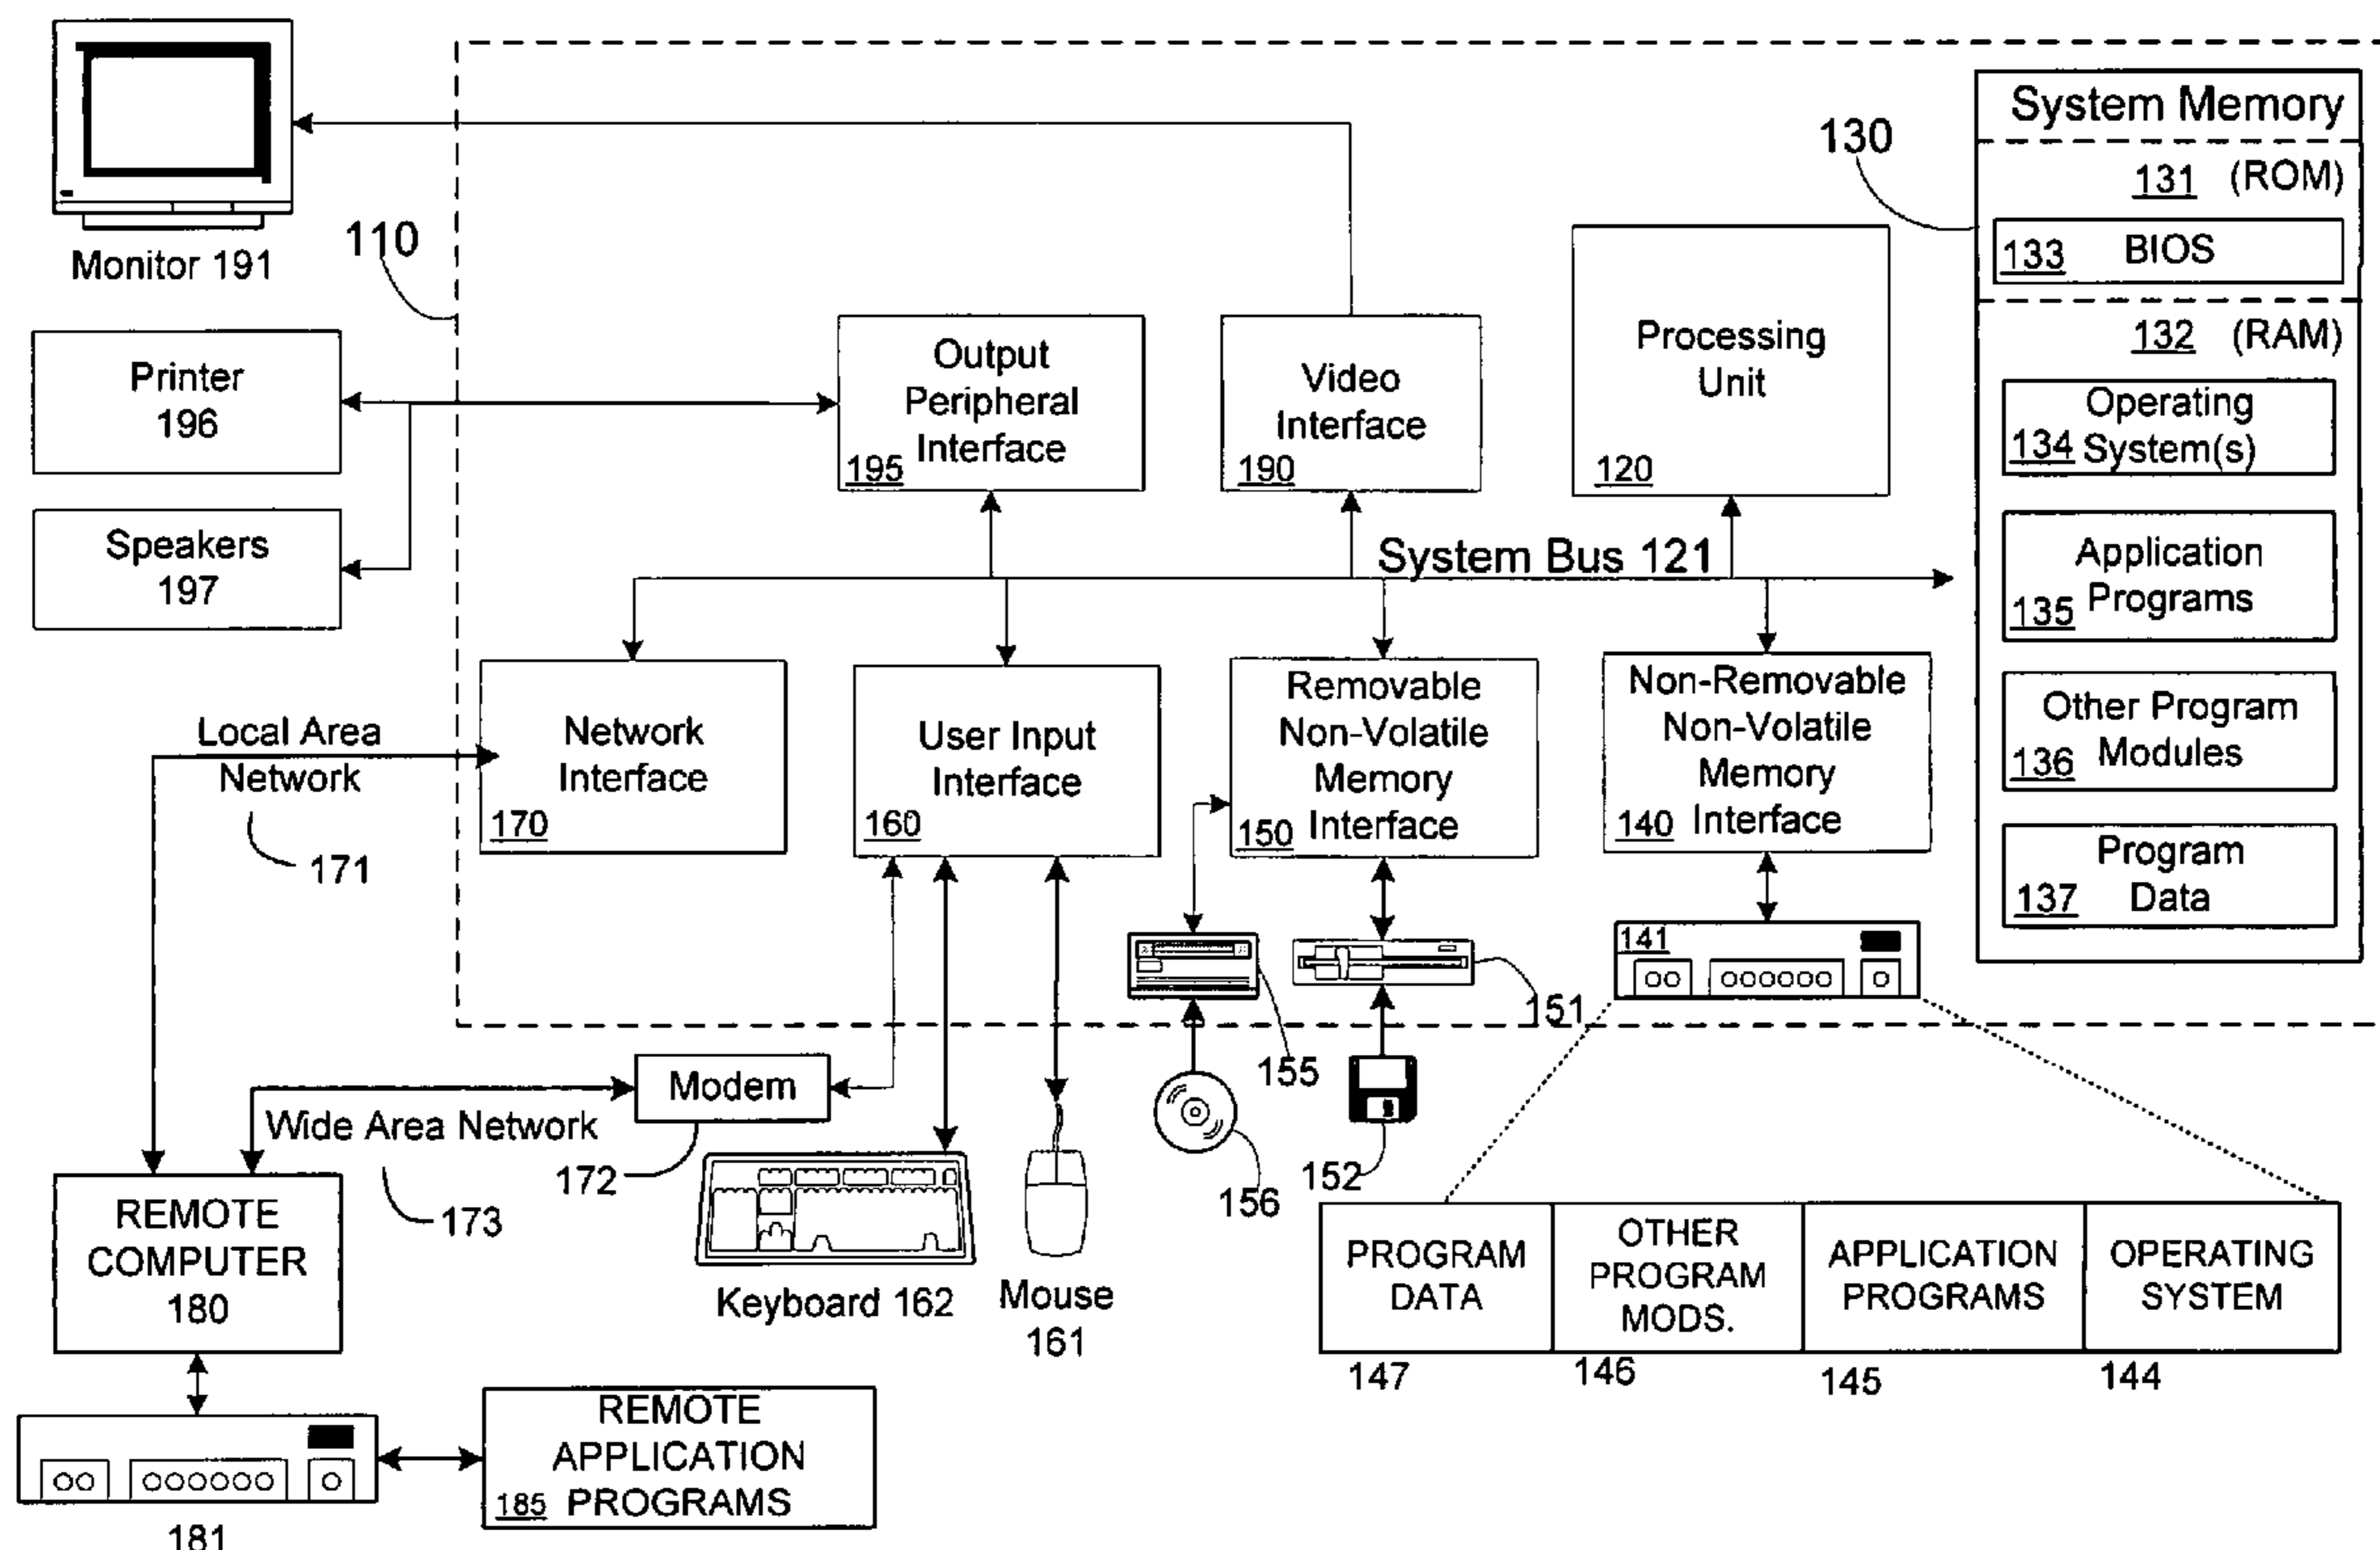 System Memory
130
131 (ROM)
133 BIOS
132 (RAM)
Operating
134 System(s)
Application
135 Programs
Other Program
136 Modules
Program
137 Data
Monitor 191
110
Printer
196
Speakers
197
Output
Peripheral
195 Interface
Video
Interface
190
Processing
Unit
120
System Bus 121
Local Area
Network
171
Network
Interface
170
User Input
Interface
160
Removable
Non-Volatile
Memory
150 Interface
Non-Removable
Non-Volatile
Memory
140 Interface
141
151
155
156
152
Modem
172
Wide Area Network
173
REMOTE
COMPUTER
180
Keyboard 162
Mouse
161
PROGRAM
DATA
147
OTHER
PROGRAM
MODS.
146
APPLICATION
PROGRAMS
145
OPERATING
SYSTEM
144
181
REMOTE
APPLICATION
185 PROGRAMS